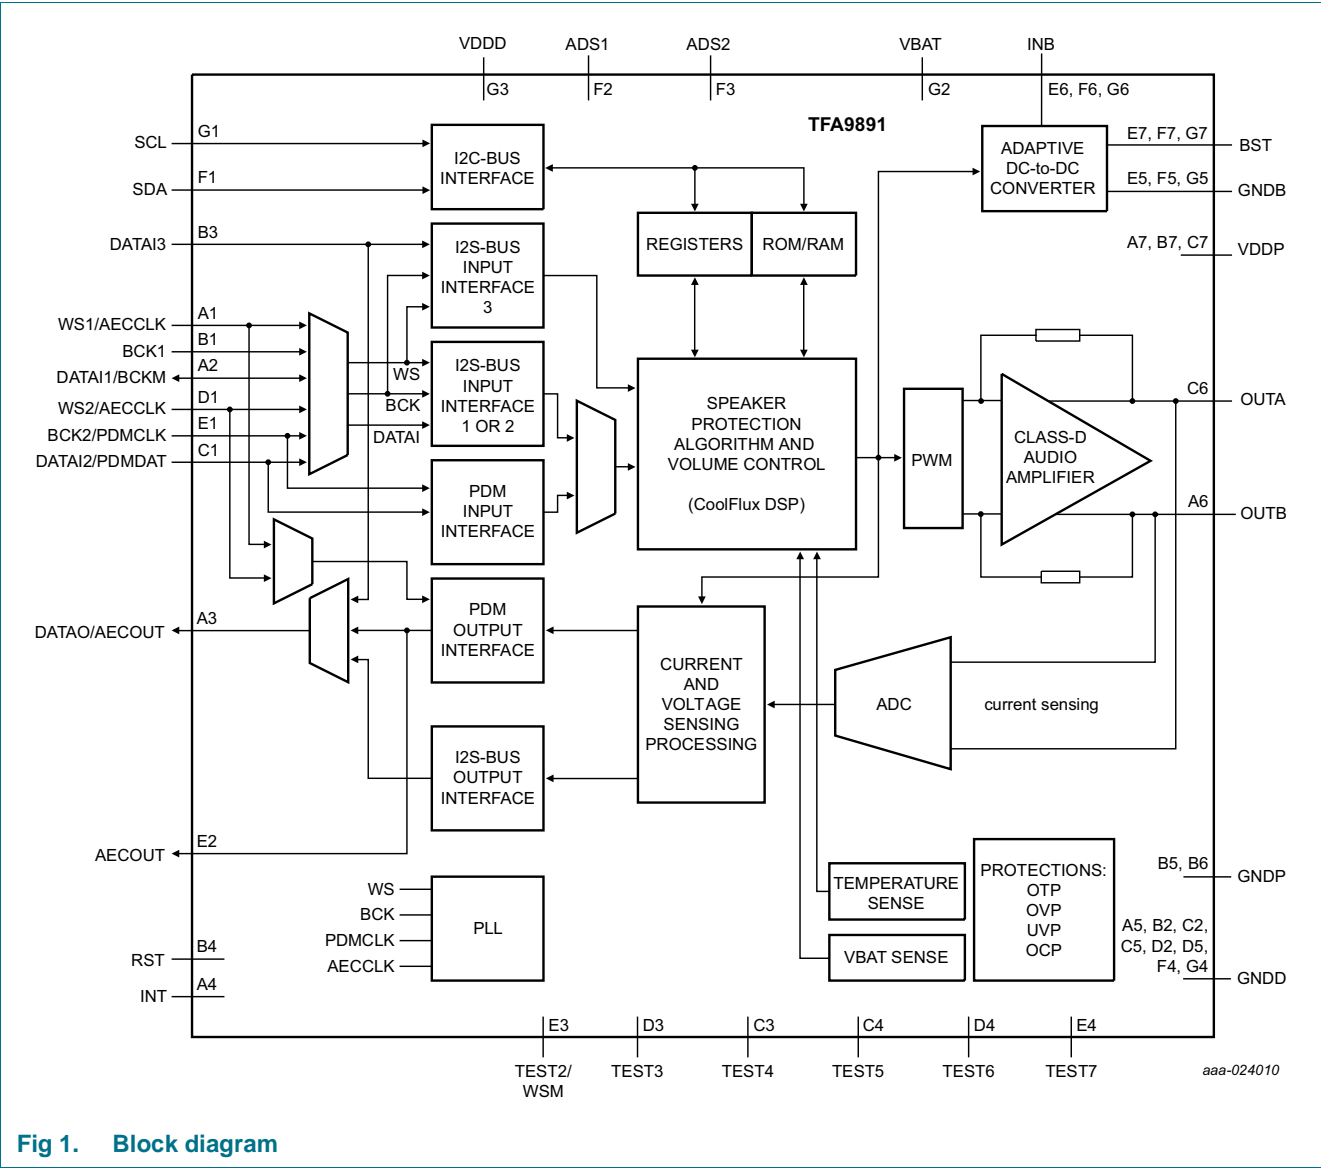 VDDD
ADS1
ADS2
VBAT
INB
G3
F2
F3
G2
E6, F6, G6
TFA9891
SCL
G1
SDA
F1
I2C-BUS
INTERFACE
ADAPTIVE
DC-to-DC
CONVERTER
E7, F7, G7
BST
E5, F5, G5
GNDB
DATAI3
B3
I2S-BUS
INPUT
INTERFACE
3
REGISTERS
ROM/RAM
A7, B7, C7
VDDP
WS1/AECCLK
A1
BCK1
B1
DATAI1/BCKM
A2
WS2/AECCLK
D1
BCK2/PDMCLK
E1
DATAI2/PDMDAT
C1
WS
BCK
DATAI
I2S-BUS
INPUT
INTERFACE
1 OR 2
SPEAKER
PROTECTION
ALGORITHM AND
VOLUME CONTROL
(CoolFlux DSP)
PWM
CLASS-D
AUDIO
AMPLIFIER
C6
OUTA
A6
OUTB
PDM
INPUT
INTERFACE
PDM
OUTPUT
INTERFACE
DATAO/AECOUT
A3
CURRENT
AND
VOLTAGE
SENSING
PROCESSING
ADC
current sensing
I2S-BUS
OUTPUT
INTERFACE
AECOUT
E2
WS
BCK
PDMCLK
AECCLK
PLL
TEMPERATURE
SENSE
VBAT SENSE
PROTECTIONS:
OTP
OVP
UVP
OCP
B5, B6
GNDP
A5, B2, C2,
C5, D2, D5,
F4, G4
GNDD
RST
B4
INT
A4
E3
D3
C3
C4
D4
E4
TEST2/
WSM
TEST3
TEST4
TEST5
TEST6
TEST7
aaa-024010
Fig 1. Block diagram